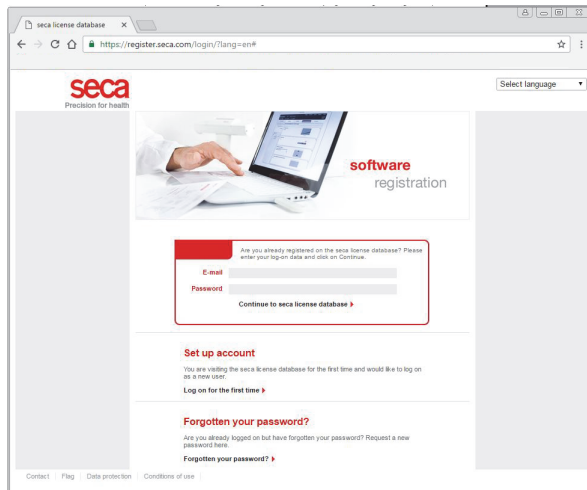 seca license database
https://register.seca.com/login/?lang=en#
seca
Precision for health
Select language
software
registration
Are you already registered on the seca license database? Please
enter your log-on data and click on Continue.
E-mail
Password
Continue to seca license database
Set up account
You are visiting the seca license database for the first time and would like to log on
as a new user.
Log on for the first time
Forgotten your password?
Are you already logged on but have forgotten your password? Request a new
password here.
Forgotten your password?
Contact Flag Data protection Conditions of use